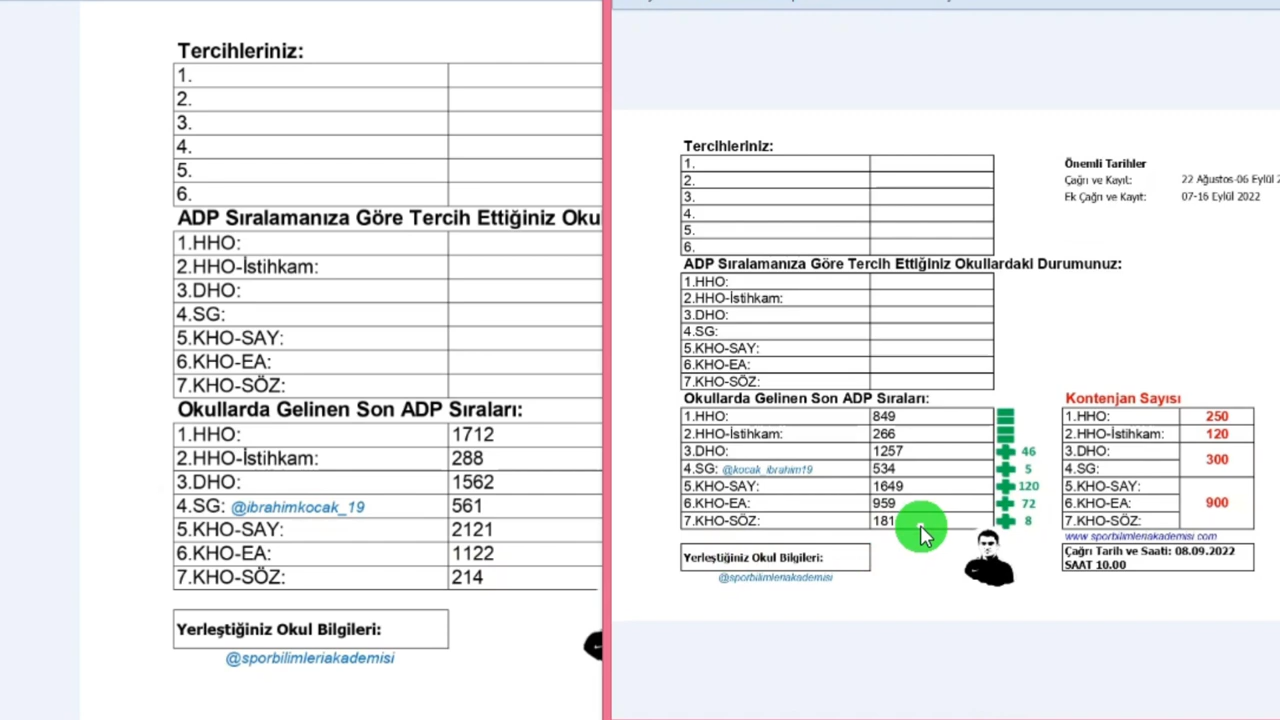 Tercihleriniz:
1.
2.
3.
4.
5.
6.
ADP Sıralamanıza Göre Tercih Ettiğiniz Oku
1.HHO:
2.HHO-İstihkam:
3.DHO:
4.SG:
5.KHO-SAY:
6.KHO-EA:
7.KHO-SÖZ:
Okullarda Gelinen Son ADP Sıraları:
1.HHO: 1712
2.HHO-İstihkam: 288
3.DHO: 1562
4.SG: @ibrahimkocak_19 561
5.KHO-SAY: 2121
6.KHO-EA: 1122
7.KHO-SÖZ: 214
Yerleştiğiniz Okul Bilgileri:
@sporbilimleriakademisi
Tercihleriniz:
1.
2.
3.
4.
5.
6.
Önemli Tarihler
Çağrı ve Kayıt: 22 Ağustos-06 Eylül 2
Ek Çağrı ve Kayıt: 07-16 Eylül 2022
ADP Sıralamanıza Göre Tercih Ettiğiniz Okullardaki Durumunuz:
1.HHO:
2.HHO-İstihkam:
3.DHO:
4.SG:
5.KHO-SAY:
6.KHO-EA:
7.KHO-SÖZ:
Okullarda Gelinen Son ADP Sıraları:
1.HHO: 849
2.HHO-İstihkam: 266
3.DHO: 1257 46
4.SG: @kocak_ibrahim19 534 5
5.KHO-SAY: 1649 120
6.KHO-EA: 959 72
7.KHO-SÖZ: 181 8
Kontenjan Sayısı
1.HHO: 250
2.HHO-İstihkam: 120
3.DHO:
300
4.SG:
5.KHO-SAY:
6.KHO-EA: 900
7.KHO-SÖZ:
www.sporbilimleriakademisi.com
Yerleştiğiniz Okul Bilgileri:
@sporbilimleriakademisi
Çağrı Tarih ve Saati: 08.09.2022
SAAT 10.00